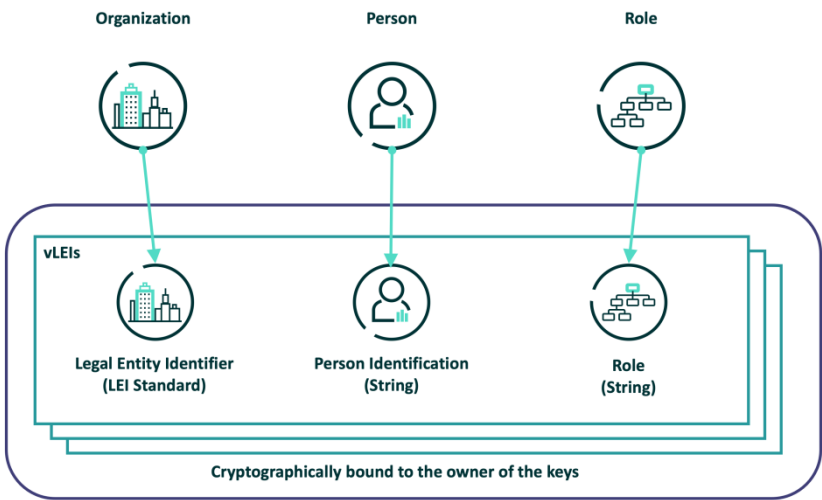 Organization
Person
Role
vLEIs
Legal Entity Identifier
(LEI Standard)
Person Identification
(String)
Role
(String)
Cryptographically bound to the owner of the keys